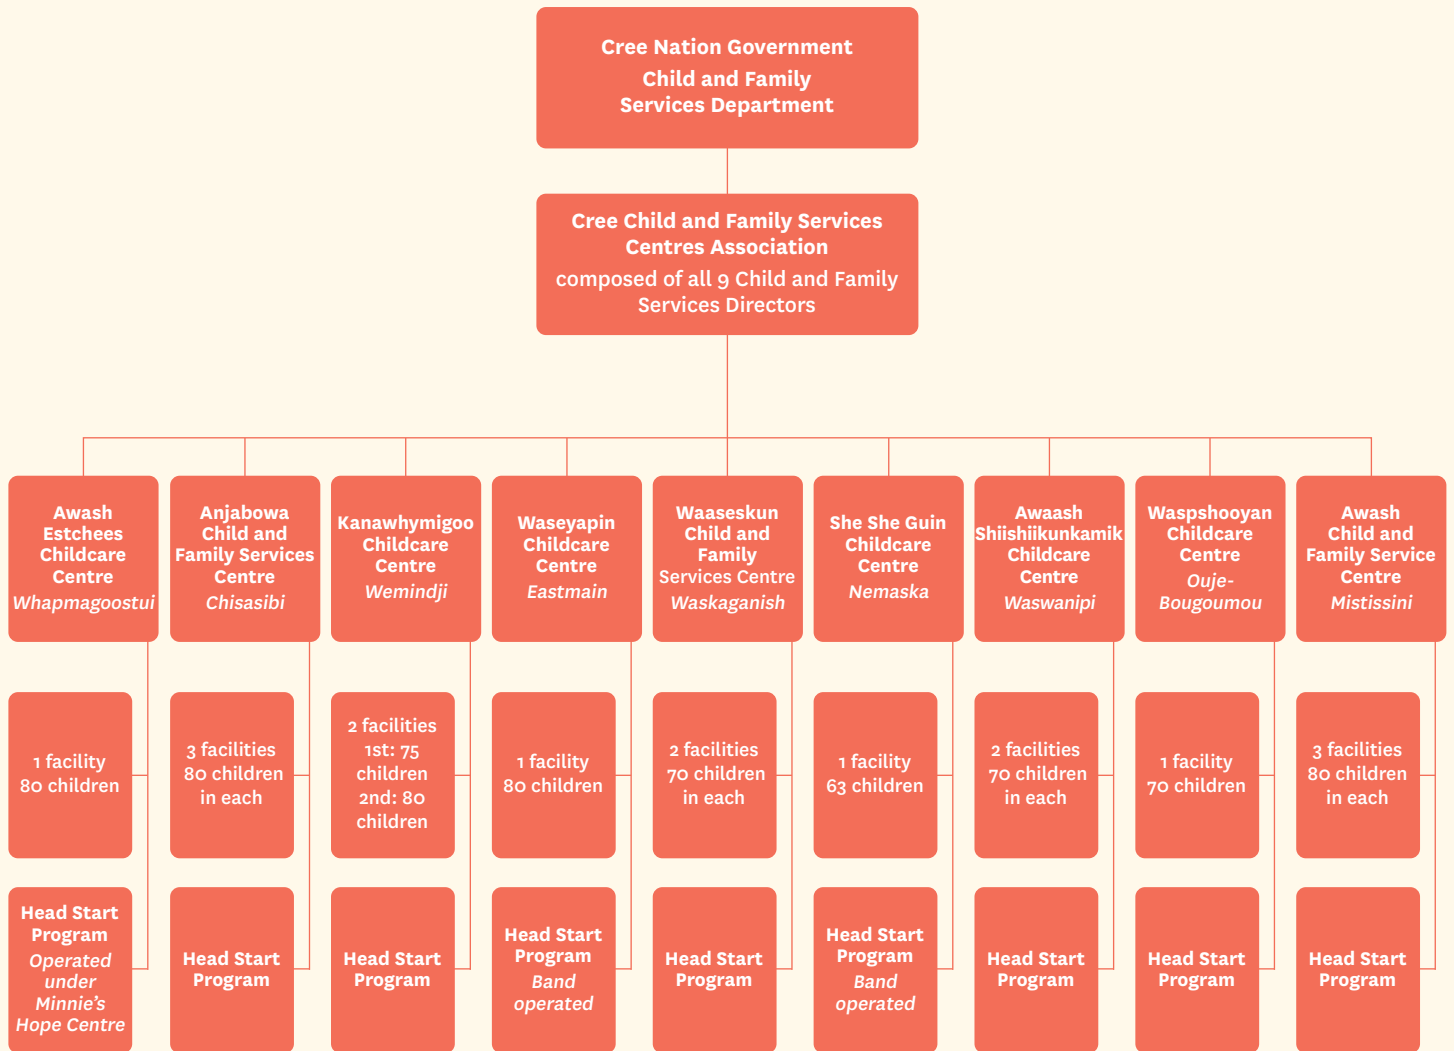 Cree Nation Government
Child and Family
Services Department
Cree Child and Family Services
Centres Association
composed of all 9 Child and Family
Services Directors
Awash
Estchees
Childcare
Centre
Whapmagoostui
Anjabowa
Child and
Family Services
Centre
Chisasibi
Kanawhymigoo
Childcare
Centre
Wemindji
Waseyapin
Childcare
Centre
Eastmain
Waaseskun
Child and
Family
Services Centre
Waskaganish
She She Guin
Childcare
Centre
Nemaska
Awaash
Shiishiikunkamik
Childcare
Centre
Waswanipi
Waspshooyan
Childcare
Centre
Ouje-
Bougoumou
Awash
Child and
Family Service
Centre
Mistissini
1 facility
80 children
3 facilities
80 children
in each
2 facilities
1st: 75
children
2nd: 80
children
1 facility
80 children
2 facilities
70 children
in each
1 facility
63 children
2 facilities
70 children
in each
1 facility
70 children
3 facilities
80 children
in each
Head Start
Program
Operated
under
Minnie's
Hope Centre
Head Start
Program
Head Start
Program
Head Start
Program
Band
operated
Head Start
Program
Head Start
Program
Band
operated
Head Start
Program
Head Start
Program
Head Start
Program